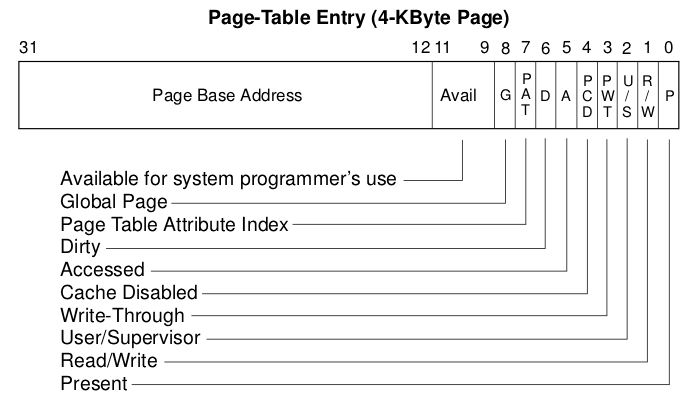 Page-Table Entry (4-KByte Page)
31 12 11 9 8 7 6 5 4 3 2 1 0
Page Base Address Avail G PAT D A PCD PWT U/S R/W P
Available for system programmer's use
Global Page
Page Table Attribute Index
Dirty
Accessed
Cache Disabled
Write-Through
User/Supervisor
Read/Write
Present